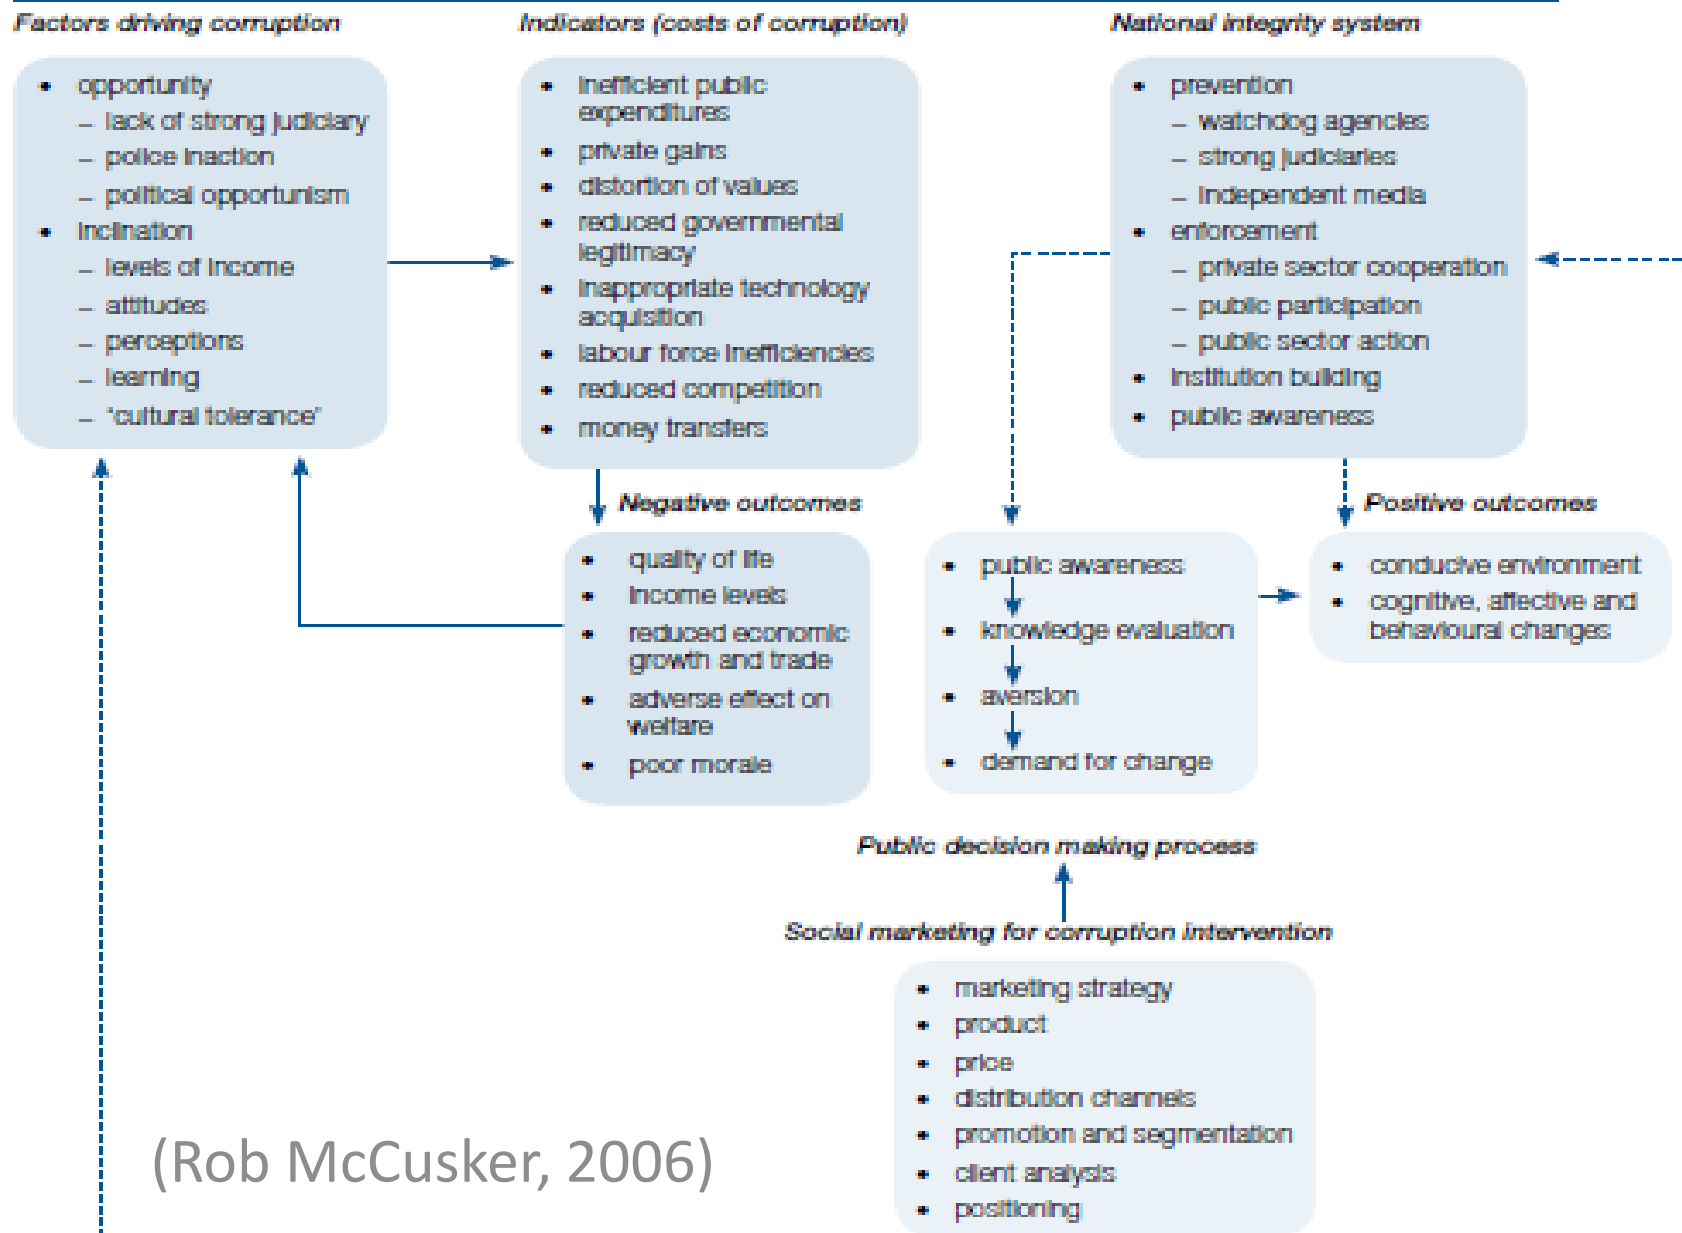 Factors driving corruption
• opportunity
– lack of strong judiciary
– police inaction
– political opportunism
• inclination
– levels of income
– attitudes
– perceptions
– learning
– 'cultural tolerance'
Indicators (costs of corruption)
• inefficient public
expenditures
• private gains
• distortion of values
• reduced governmental
legitimacy
• inappropriate technology
acquisition
• labour force inefficiencies
• reduced competition
• money transfers
National integrity system
• prevention
– watchdog agencies
– strong judiciaries
– independent media
• enforcement
– private sector cooperation
– public participation
– public sector action
• institution building
• public awareness
Negative outcomes
• quality of life
• income levels
• reduced economic
growth and trade
• adverse effect on
welfare
• poor morale
• public awareness
• knowledge evaluation
• aversion
• demand for change
Positive outcomes
• conducive environment
• cognitive, affective and
behavioural changes
Public decision making process
Social marketing for corruption intervention
• marketing strategy
• product
• price
• distribution channels
• promotion and segmentation
• client analysis
• positioning
(Rob McCusker, 2006)